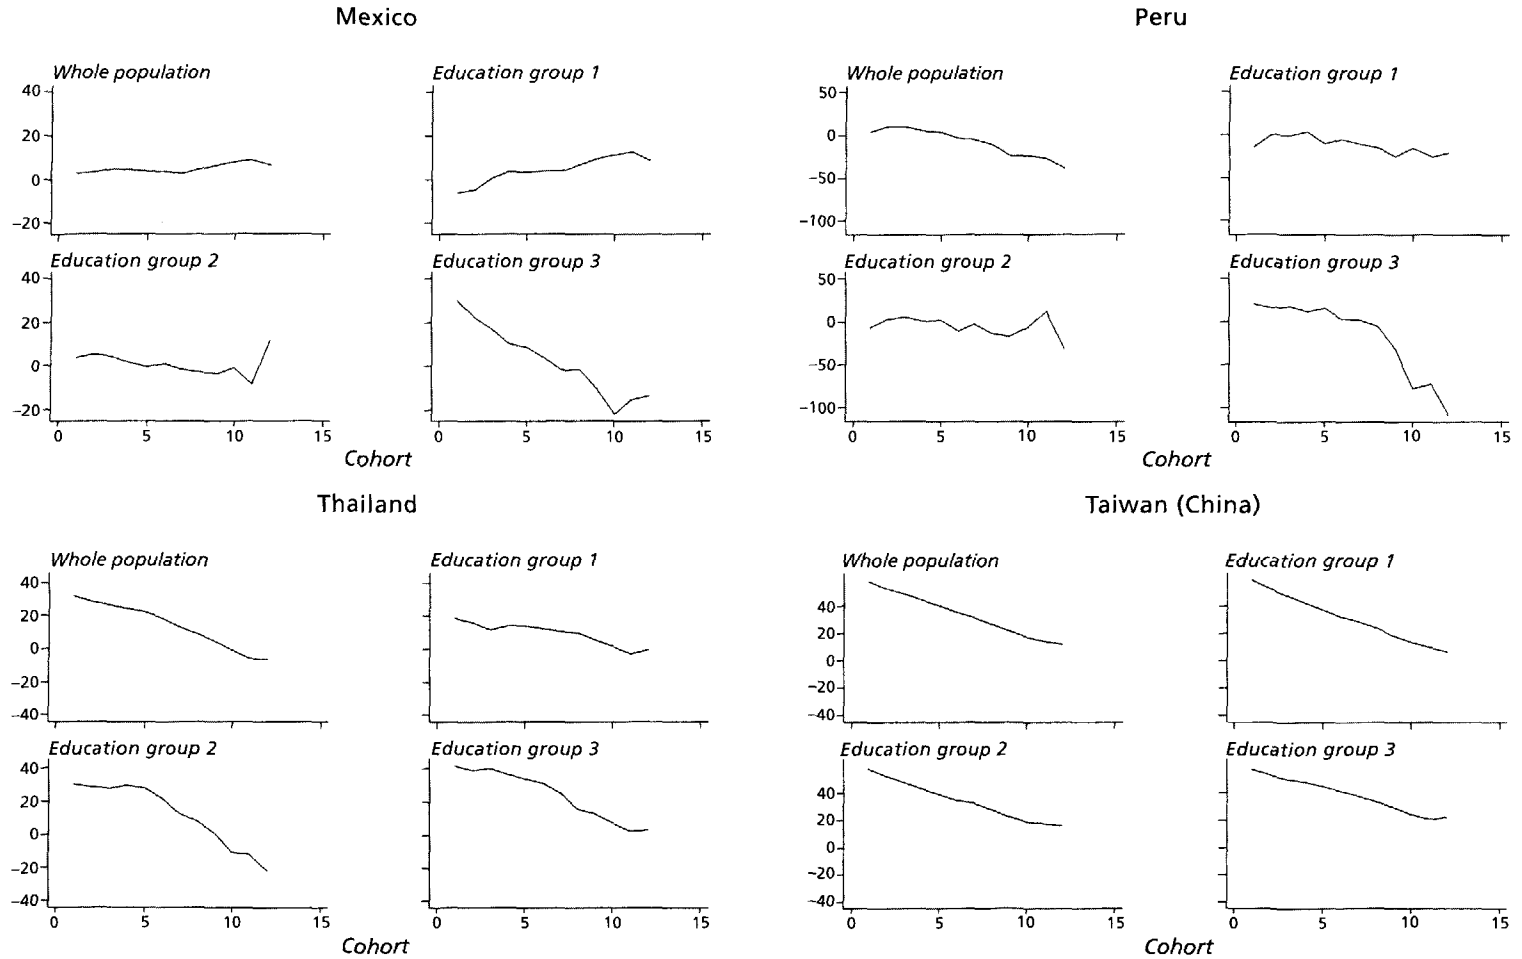 Mexico
Whole population
40
20
0
−20
Education group 1
Education group 2
40
20
0
−20
0 5 10 15
Education group 3
0 5 10 15
Cohort
Peru
Whole population
50
0
−50
−100
Education group 1
Education group 2
50
0
−50
−100
0 5 10 15
Education group 3
0 5 10 15
Cohort
Thailand
Whole population
40
20
0
−20
−40
Education group 1
Education group 2
40
20
0
−20
−40
0 5 10 15
Education group 3
0 5 10 15
Cohort
Taiwan (China)
Whole population
40
20
0
−20
−40
Education group 1
Education group 2
40
20
0
−20
−40
0 5 10 15
Education group 3
0 5 10 15
Cohort